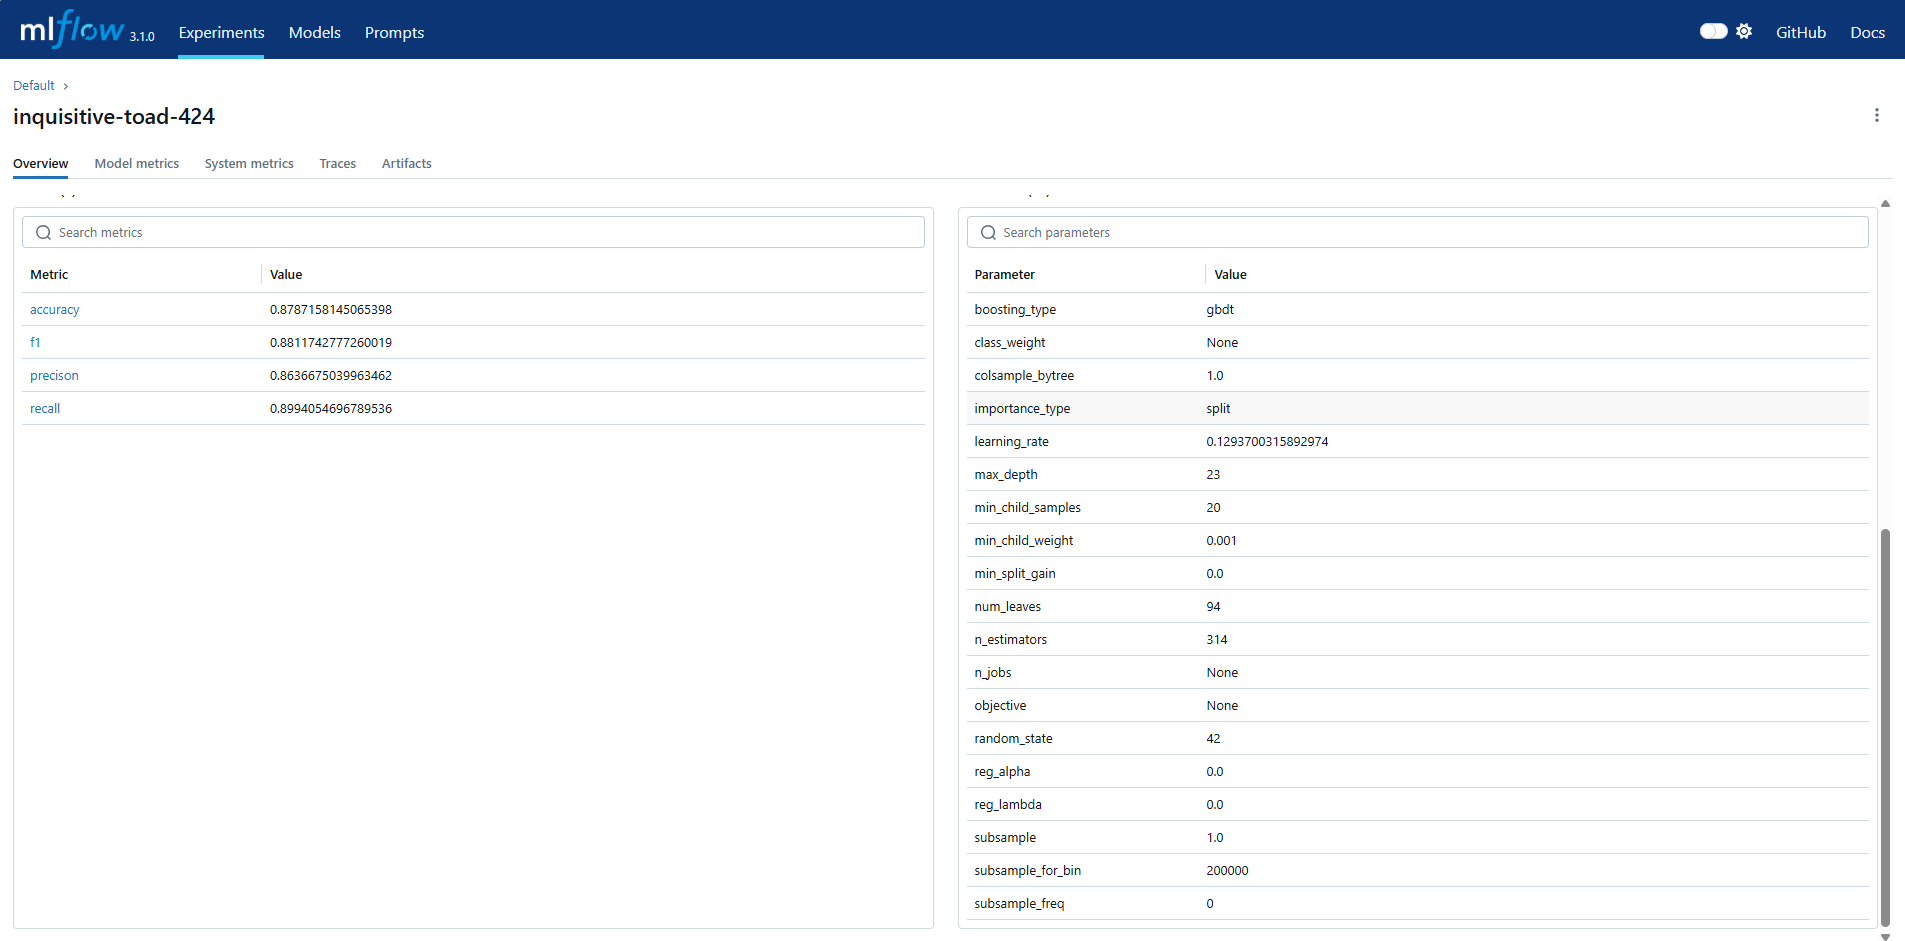 mlflow 3.1.0 Experiments Models Prompts GitHub Docs
Default
inquisitive-toad-424
Overview Model metrics System metrics Traces Artifacts
Search metrics
Metric Value
accuracy 0.8787158145065398
f1 0.8811742777260019
precison 0.8636675039963462
recall 0.8994054696789536
Search parameters
Parameter Value
boosting_type gbdt
class_weight None
colsample_bytree 1.0
importance_type split
learning_rate 0.1293700315892974
max_depth 23
min_child_samples 20
min_child_weight 0.001
min_split_gain 0.0
num_leaves 94
n_estimators 314
n_jobs None
objective None
random_state 42
reg_alpha 0.0
reg_lambda 0.0
subsample 1.0
subsample_for_bin 200000
subsample_freq 0